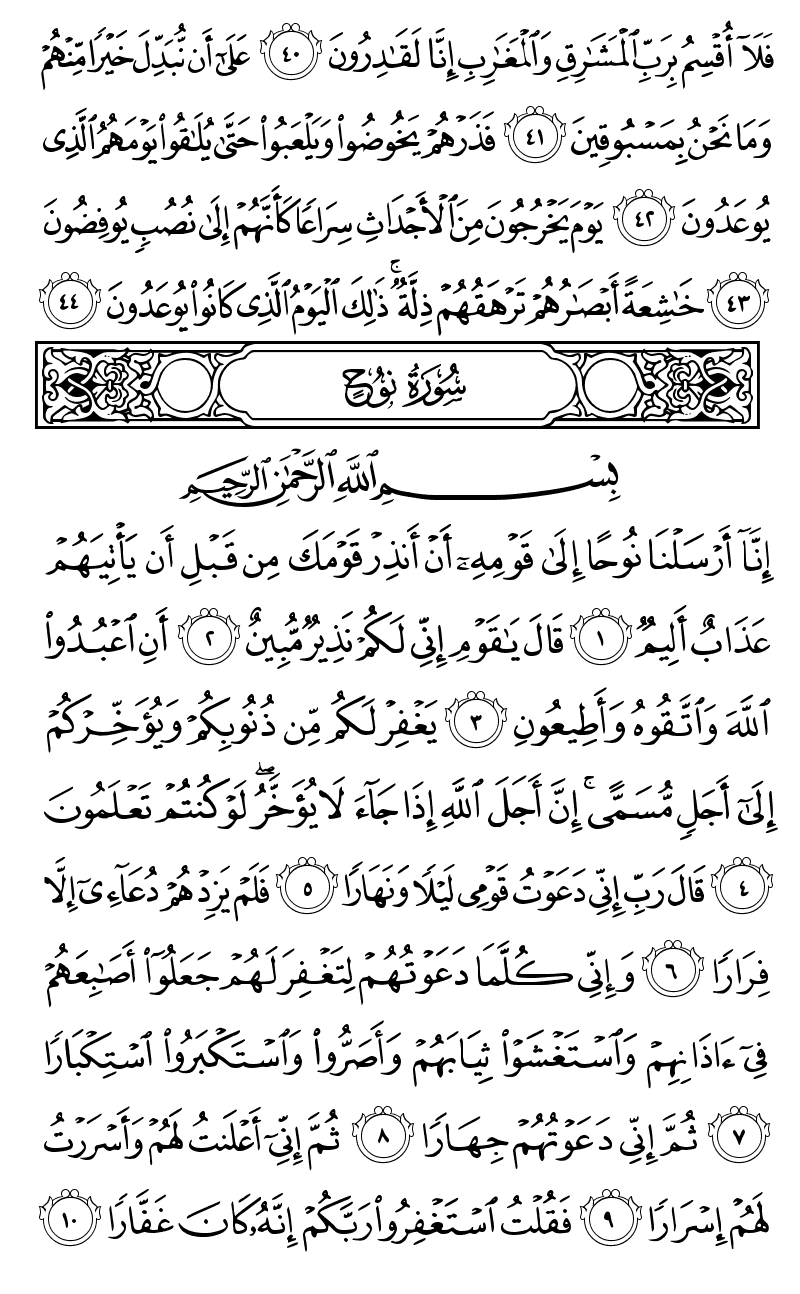 فَلَآ أُقْسِمُ بِرَبِّ ٱلْمَشَٰرِقِ وَٱلْمَغَٰرِبِ إِنَّا لَقَٰدِرُونَ ٤٠ عَلَىٰٓ أَن نُّبَدِّلَ خَيْرًا مِّنْهُمْ
وَمَا نَحْنُ بِمَسْبُوقِينَ ٤١ فَذَرْهُمْ يَخُوضُوا۟ وَيَلْعَبُوا۟ حَتَّىٰ يُلَٰقُوا۟ يَوْمَهُمُ ٱلَّذِى
يُوعَدُونَ ٤٢ يَوْمَ يَخْرُجُونَ مِنَ ٱلْأَجْدَاثِ سِرَاعًا كَأَنَّهُمْ إِلَىٰ نُصُبٍ يُوفِضُونَ
٤٣ خَٰشِعَةً أَبْصَٰرُهُمْ تَرْهَقُهُمْ ذِلَّةٌ ۚ ذَٰلِكَ ٱلْيَوْمُ ٱلَّذِى كَانُوا۟ يُوعَدُونَ ٤٤
سُورَةُ نُوحٍ
بِسْمِ ٱللَّهِ ٱلرَّحْمَٰنِ ٱلرَّحِيمِ
إِنَّآ أَرْسَلْنَا نُوحًا إِلَىٰ قَوْمِهِۦٓ أَنْ أَنذِرْ قَوْمَكَ مِن قَبْلِ أَن يَأْتِيَهُمْ
عَذَابٌ أَلِيمٌ ١ قَالَ يَٰقَوْمِ إِنِّى لَكُمْ نَذِيرٌ مُّبِينٌ ٢ أَنِ ٱعْبُدُوا۟
ٱللَّهَ وَٱتَّقُوهُ وَأَطِيعُونِ ٣ يَغْفِرْ لَكُم مِّن ذُنُوبِكُمْ وَيُؤَخِّرْكُمْ
إِلَىٰٓ أَجَلٍ مُّسَمًّى ۚ إِنَّ أَجَلَ ٱللَّهِ إِذَا جَآءَ لَا يُؤَخَّرُ ۖ لَوْ كُنتُمْ تَعْلَمُونَ
٤ قَالَ رَبِّ إِنِّى دَعَوْتُ قَوْمِى لَيْلًا وَنَهَارًا ٥ فَلَمْ يَزِدْهُمْ دُعَآءِىٓ إِلَّا
فِرَارًا ٦ وَإِنِّى كُلَّمَا دَعَوْتُهُمْ لِتَغْفِرَ لَهُمْ جَعَلُوٓا۟ أَصَٰبِعَهُمْ
فِىٓ ءَاذَانِهِمْ وَٱسْتَغْشَوْا۟ ثِيَابَهُمْ وَأَصَرُّوا۟ وَٱسْتَكْبَرُوا۟ ٱسْتِكْبَارًا
٧ ثُمَّ إِنِّى دَعَوْتُهُمْ جِهَارًا ٨ ثُمَّ إِنِّىٓ أَعْلَنتُ لَهُمْ وَأَسْرَرْتُ
لَهُمْ إِسْرَارًا ٩ فَقُلْتُ ٱسْتَغْفِرُوا۟ رَبَّكُمْ إِنَّهُۥ كَانَ غَفَّارًا ١٠